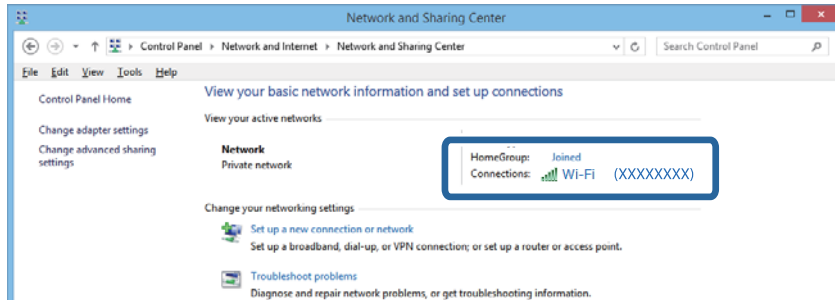 Network and Sharing Center
Control Panel Network and Internet Network and Sharing Center
Search Control Panel
File Edit View Tools Help
Control Panel Home
Change adapter settings
Change advanced sharing
settings
View your basic network information and set up connections
View your active networks
Network
Private network
HomeGroup: Joined
Connections: Wi-Fi (XXXXXXXX)
Change your networking settings
Set up a new connection or network
Set up a broadband, dial-up, or VPN connection; or set up a router or access point.
Troubleshoot problems
Diagnose and repair network problems, or get troubleshooting information.